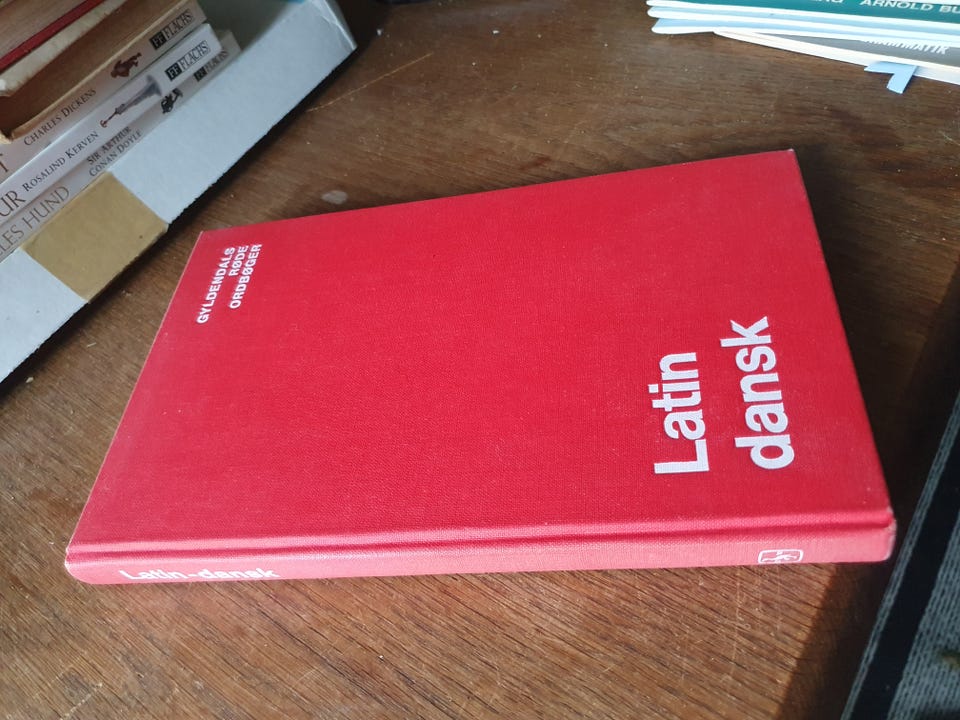 GYLDENDALS
RØDE
ORDBØGER
Latin
dansk
Latin-dansk
CHARLES DICKENS
FLACHS
ROSALIND KERVEN
FLACHS
SIR ARTHUR
CONAN DOYLE
FLACHS
HUND
ARNOLD